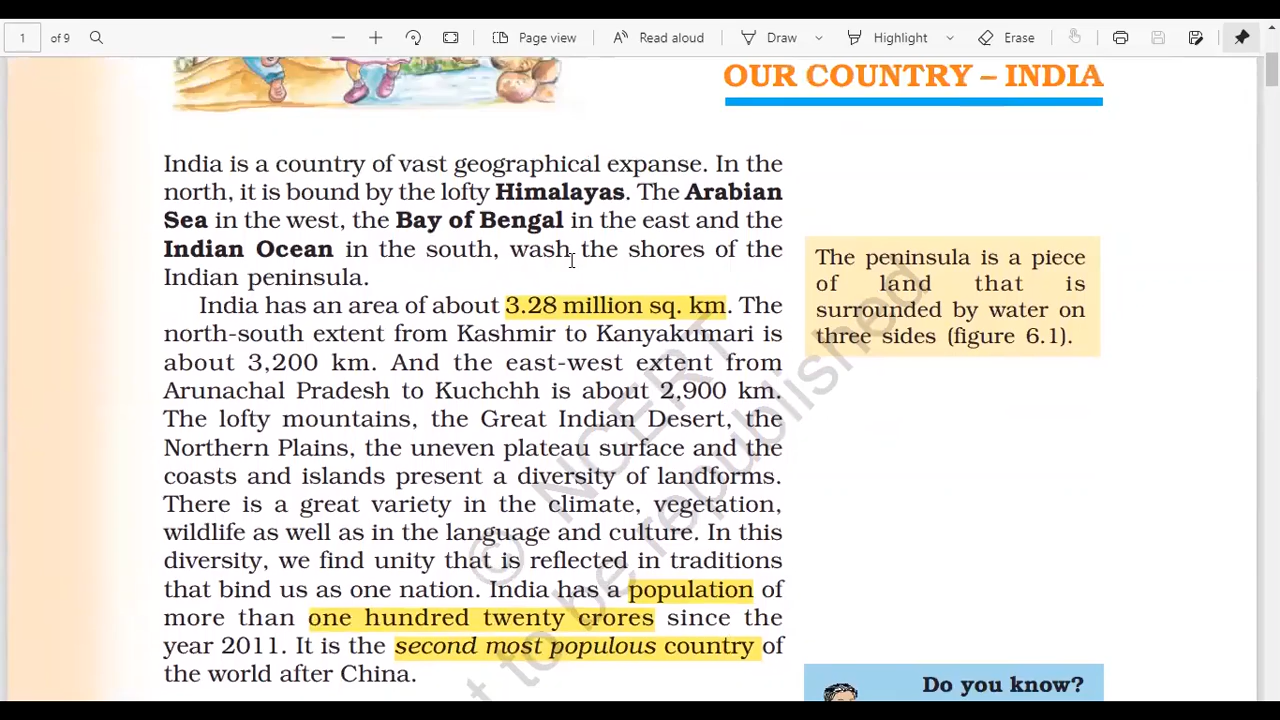 1 of 9 Page view Read aloud Draw Highlight Erase
OUR COUNTRY – INDIA
India is a country of vast geographical expanse. In the
north, it is bound by the lofty Himalayas. The Arabian
Sea in the west, the Bay of Bengal in the east and the
Indian Ocean in the south, wash the shores of the
Indian peninsula.
India has an area of about 3.28 million sq. km. The
north-south extent from Kashmir to Kanyakumari is
about 3,200 km. And the east-west extent from
Arunachal Pradesh to Kuchchh is about 2,900 km.
The lofty mountains, the Great Indian Desert, the
Northern Plains, the uneven plateau surface and the
coasts and islands present a diversity of landforms.
There is a great variety in the climate, vegetation,
wildlife as well as in the language and culture. In this
diversity, we find unity that is reflected in traditions
that bind us as one nation. India has a population of
more than one hundred twenty crores since the
year 2011. It is the second most populous country of
the world after China.
The peninsula is a piece
of land that is
surrounded by water on
three sides (figure 6.1).
Do you know?
© NCERT
not to be republished